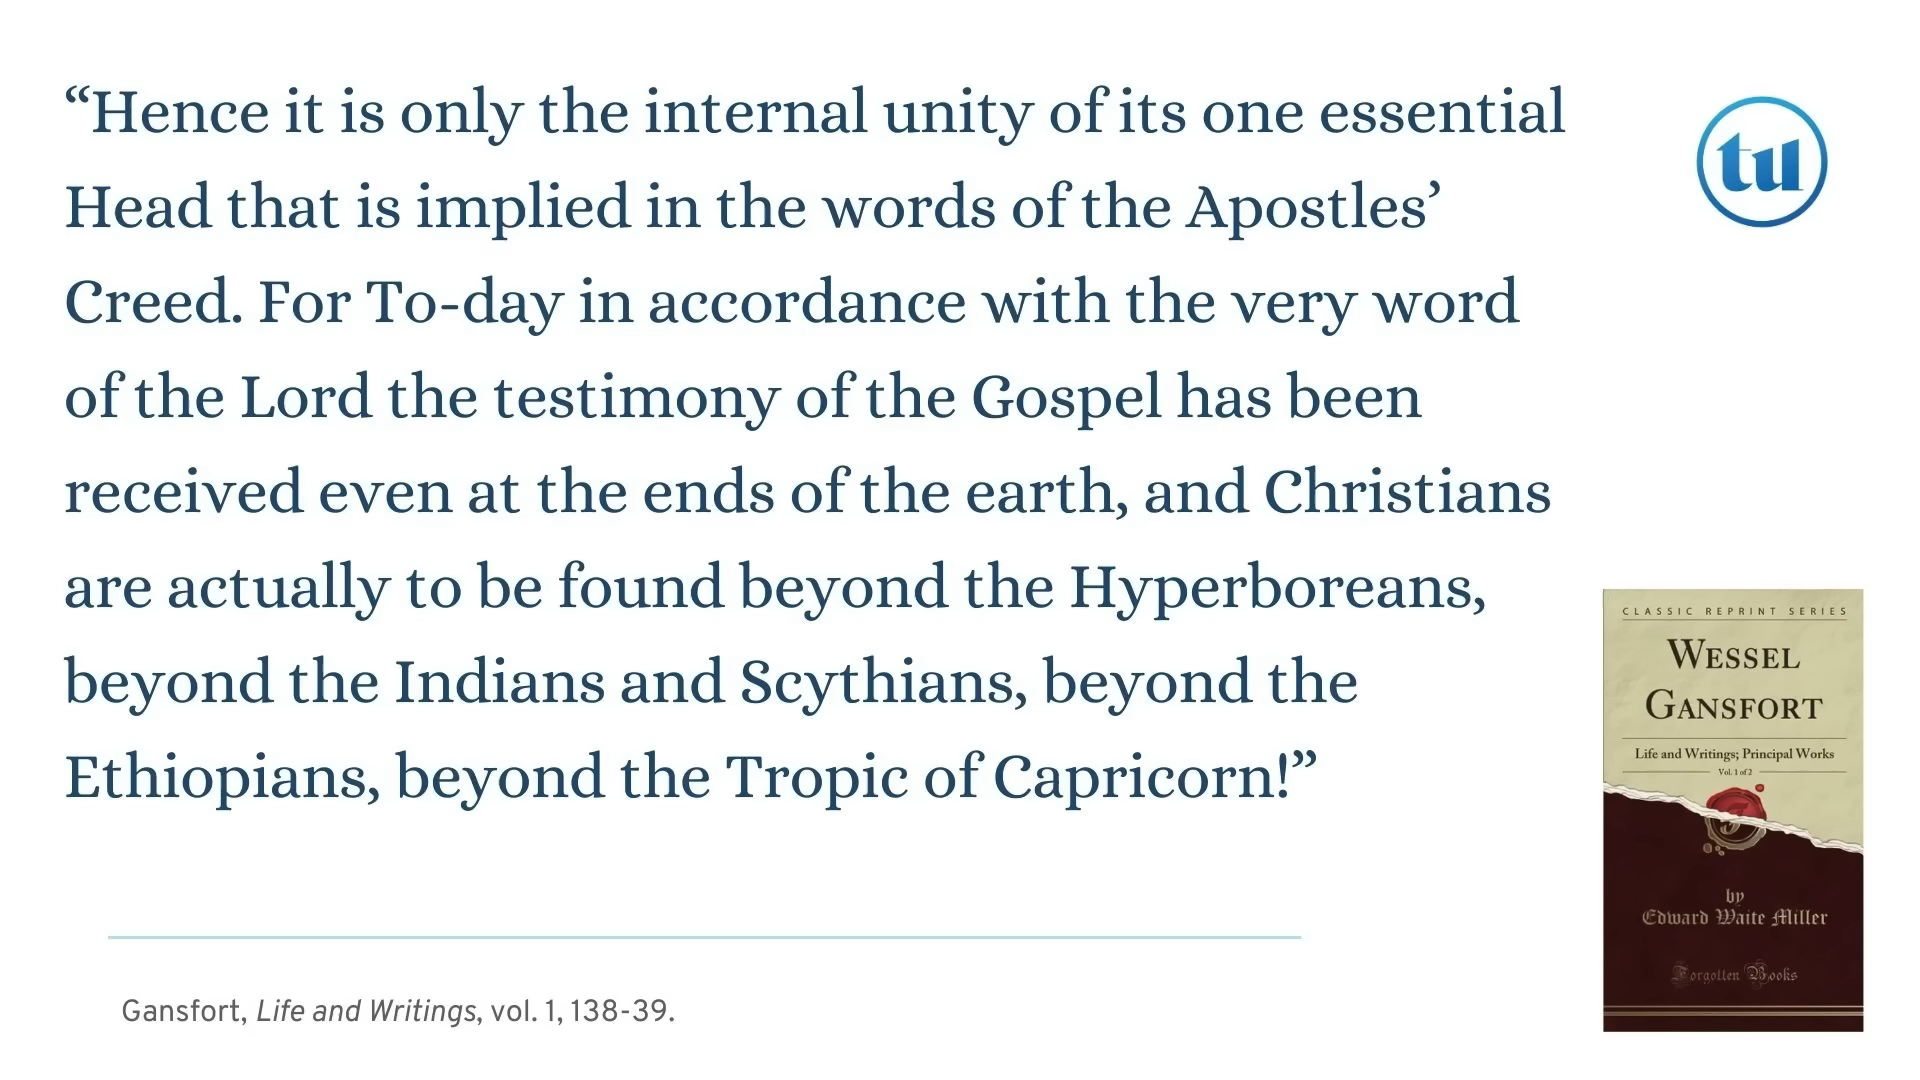 “Hence it is only the internal unity of its one essential
Head that is implied in the words of the Apostles’
Creed. For To-day in accordance with the very word
of the Lord the testimony of the Gospel has been
received even at the ends of the earth, and Christians
are actually to be found beyond the Hyperboreans,
beyond the Indians and Scythians, beyond the
Ethiopians, beyond the Tropic of Capricorn!”
Gansfort, Life and Writings, vol. 1, 138-39.
tu
CLASSIC REPRINT SERIES
WESSEL
GANSFORT
Life and Writings; Principal Works
Vol. 1 of 2
by
Edward Waite Miller
Forgotten Books